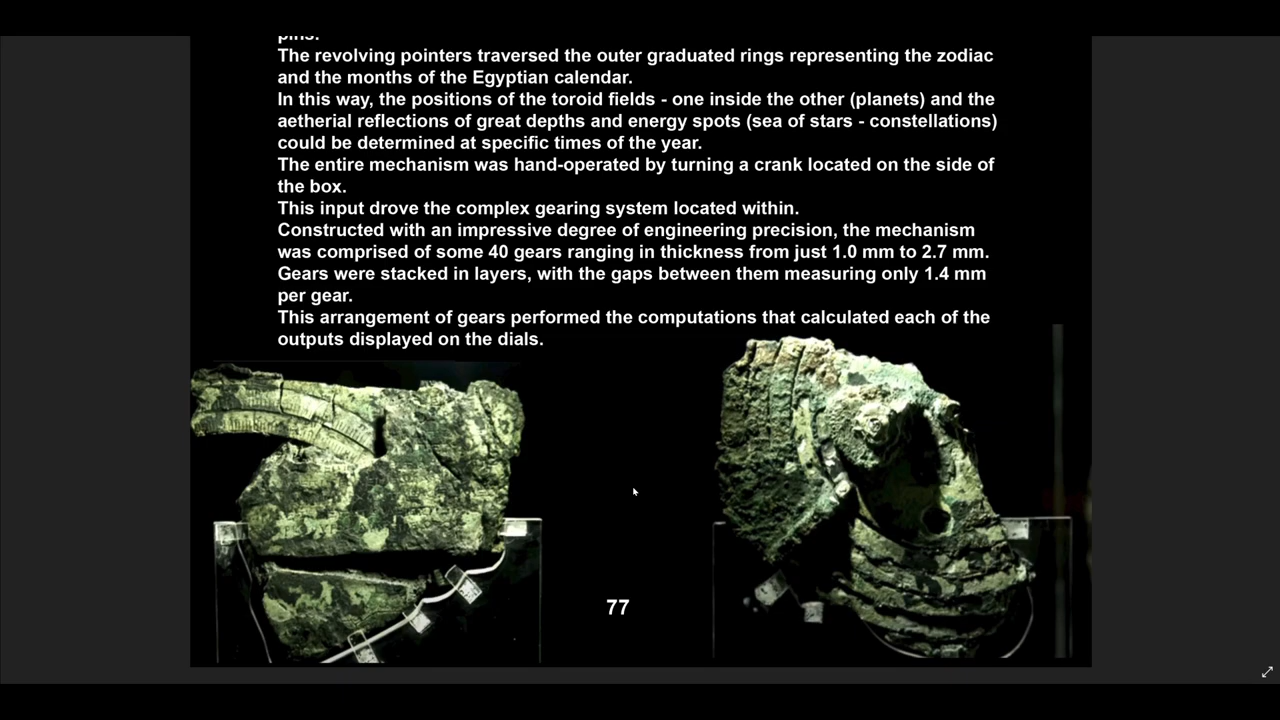 pins.
The revolving pointers traversed the outer graduated rings representing the zodiac
and the months of the Egyptian calendar.
In this way, the positions of the toroid fields - one inside the other (planets) and the
aetherial reflections of great depths and energy spots (sea of stars - constellations)
could be determined at specific times of the year.
The entire mechanism was hand-operated by turning a crank located on the side of
the box.
This input drove the complex gearing system located within.
Constructed with an impressive degree of engineering precision, the mechanism
was comprised of some 40 gears ranging in thickness from just 1.0 mm to 2.7 mm.
Gears were stacked in layers, with the gaps between them measuring only 1.4 mm
per gear.
This arrangement of gears performed the computations that calculated each of the
outputs displayed on the dials.
77